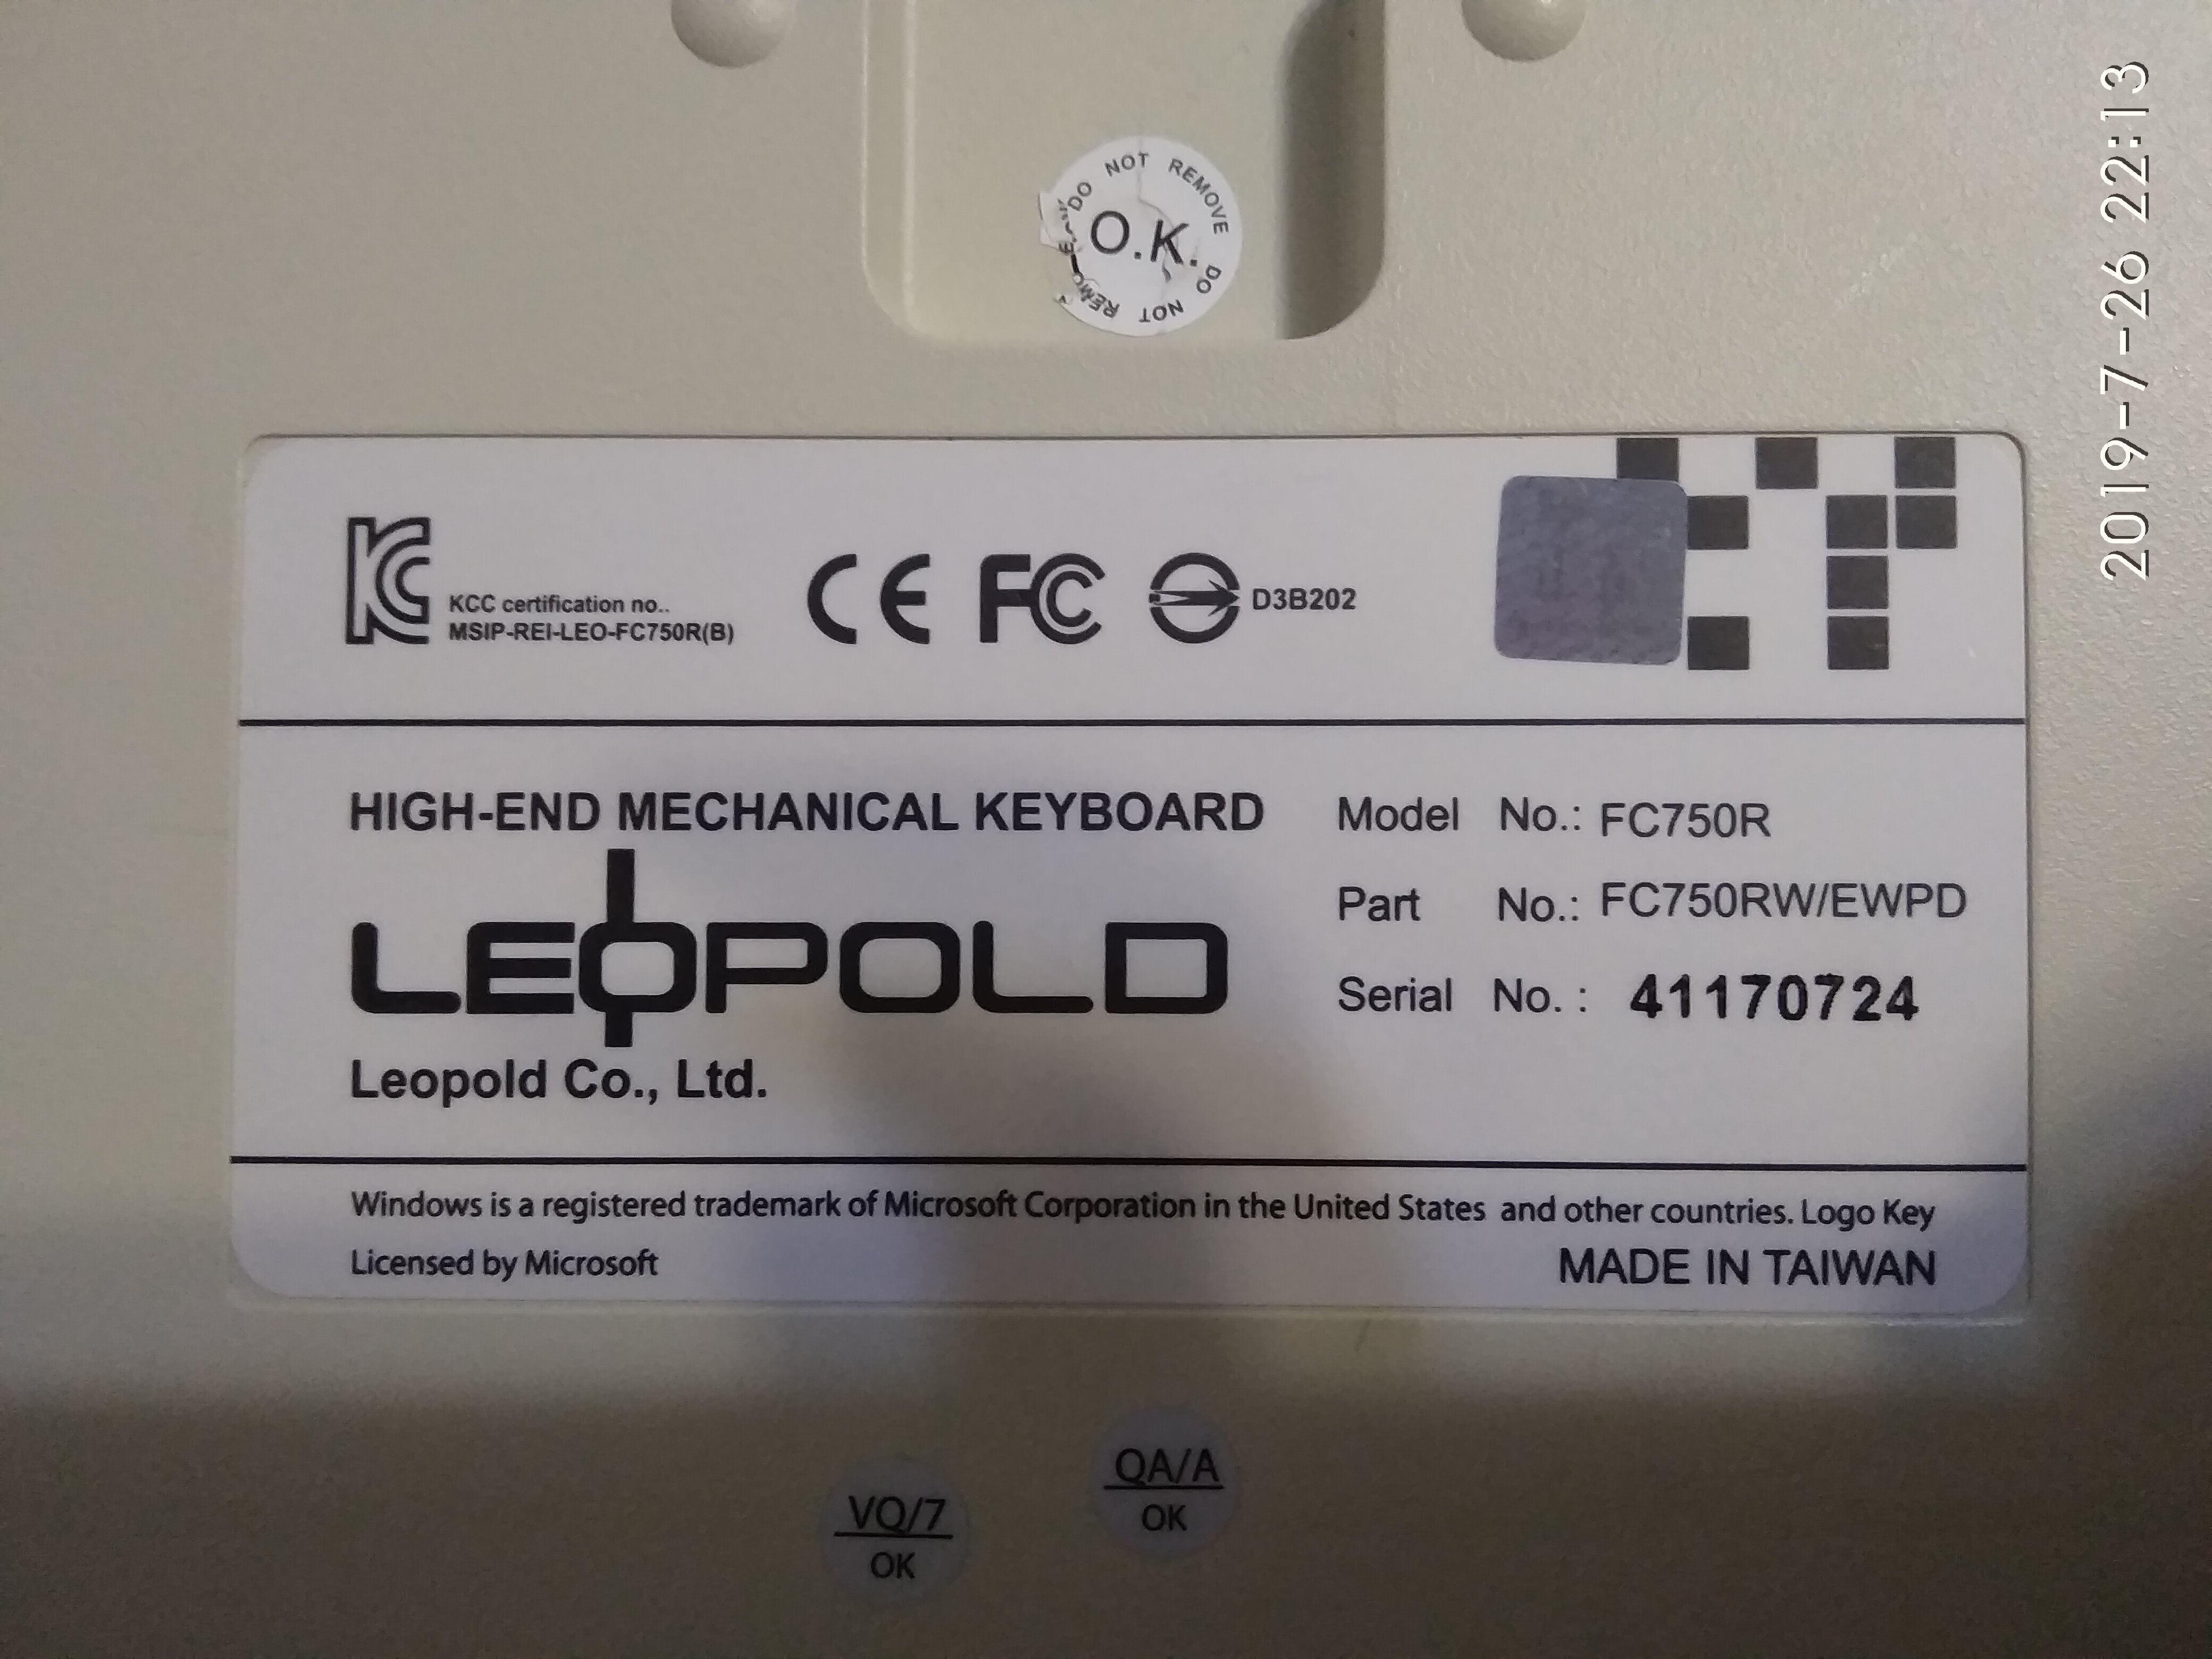 DO NOT REMOVE DO NOT
O.K.
KC
KCC certification no..
MSIP-REI-LEO-FC750R(B)
CE FC D3B202
HIGH-END MECHANICAL KEYBOARD
LEOPOLD
Leopold Co., Ltd.
Model No.: FC750R
Part No.: FC750RW/EWPD
Serial No. : 41170724
Windows is a registered trademark of Microsoft Corporation in the United States and other countries. Logo Key
Licensed by Microsoft
MADE IN TAIWAN
VQ/7
OK
QA/A
OK
2019-7-26 22:13